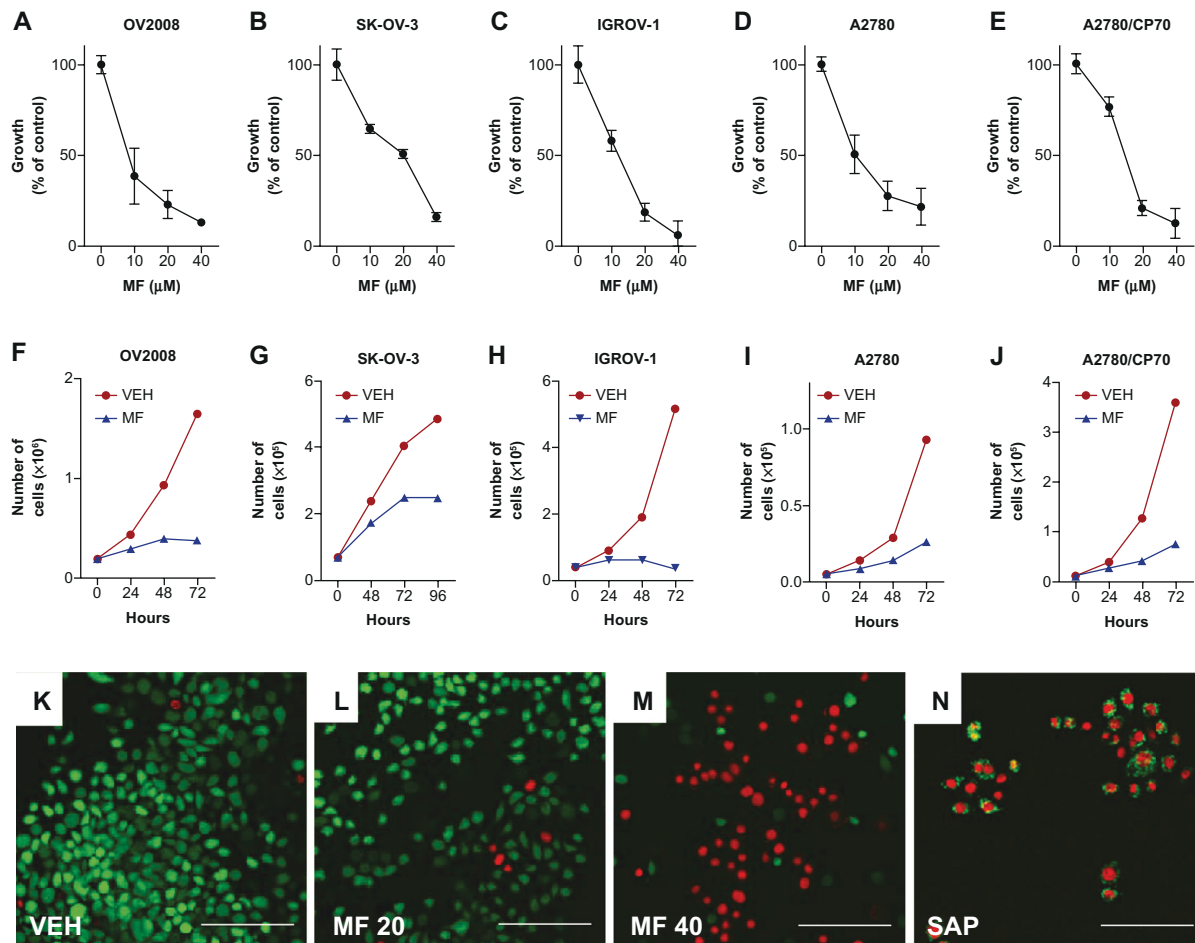 A
OV2008
100
50
0
Growth
(% of control)
0 10 20 40
MF (μM)
B
SK-OV-3
100
50
0
Growth
(% of control)
0 10 20 40
MF (μM)
C
IGROV-1
100
50
0
Growth
(% of control)
0 10 20 40
MF (μM)
D
A2780
100
50
0
Growth
(% of control)
0 10 20 40
MF (μM)
E
A2780/CP70
100
50
0
Growth
(% of control)
0 10 20 40
MF (μM)
F
OV2008
VEH
MF
2
1
0
Number of
cells (×10⁶)
0 24 48 72
Hours
G
SK-OV-3
VEH
MF
6
4
2
0
Number of
cells (×10⁵)
0 48 72 96
Hours
H
IGROV-1
VEH
MF
6
4
2
0
Number of
cells (×10⁵)
0 24 48 72
Hours
I
A2780
VEH
MF
1.0
0.5
0.0
Number of
cells (×10⁵)
0 24 48 72
Hours
J
A2780/CP70
VEH
MF
4
3
2
1
0
Number of
cells (×10⁵)
0 24 48 72
Hours
K
VEH
L
MF 20
M
MF 40
N
SAP